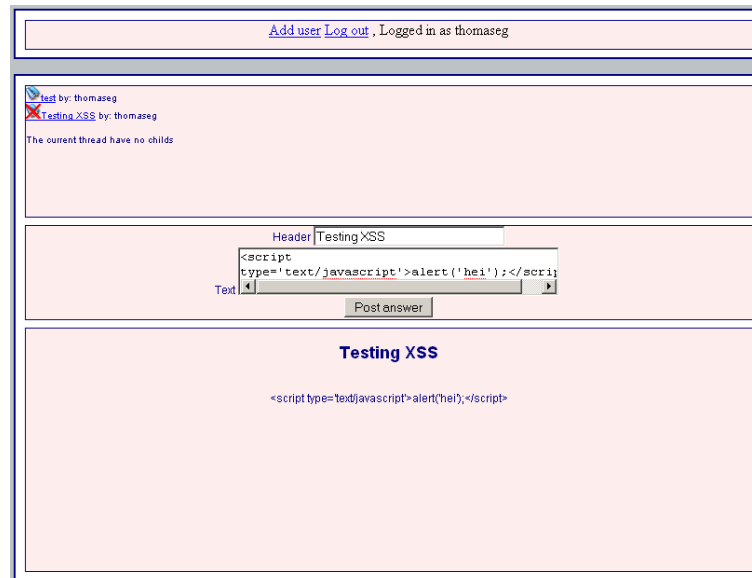 Add user Log out , Logged in as thomaseg
test by: thomaseg
Testing XSS by: thomaseg
The current thread have no childs
Header Testing XSS
<script
type='text/javascript'>alert('hei');</scrip
Text
Post answer
Testing XSS
<script type='text/javascript'>alert('hei');</script>